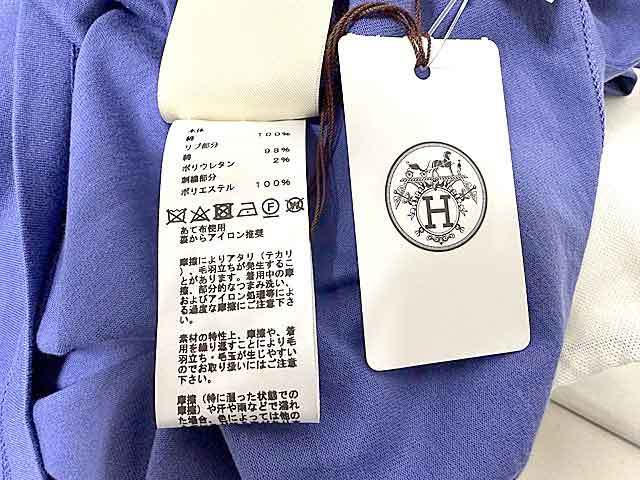 本体
綿 100%
リブ部分
綿 98%
ポリウレタン 2%
刺繍部分
ポリエステル 100%
あて布使用
裏からアイロン推奨
摩擦によりアタリ(テカリ
)、毛羽立ちが発生するこ
とがあります。着用中の摩
擦、部分的なつまみ洗い、
およびアイロン処理等によ
る過度な摩擦にご注意下さ
い。
素材の特性上、摩擦や、着
用を繰り返すことにより毛
羽立ち・毛玉が生じやすい
のでお取り扱いにはご注意
下さい。
摩擦(特に湿った状態での
摩擦)や汗や雨などで濡れ
た場合、色によっては他の
H